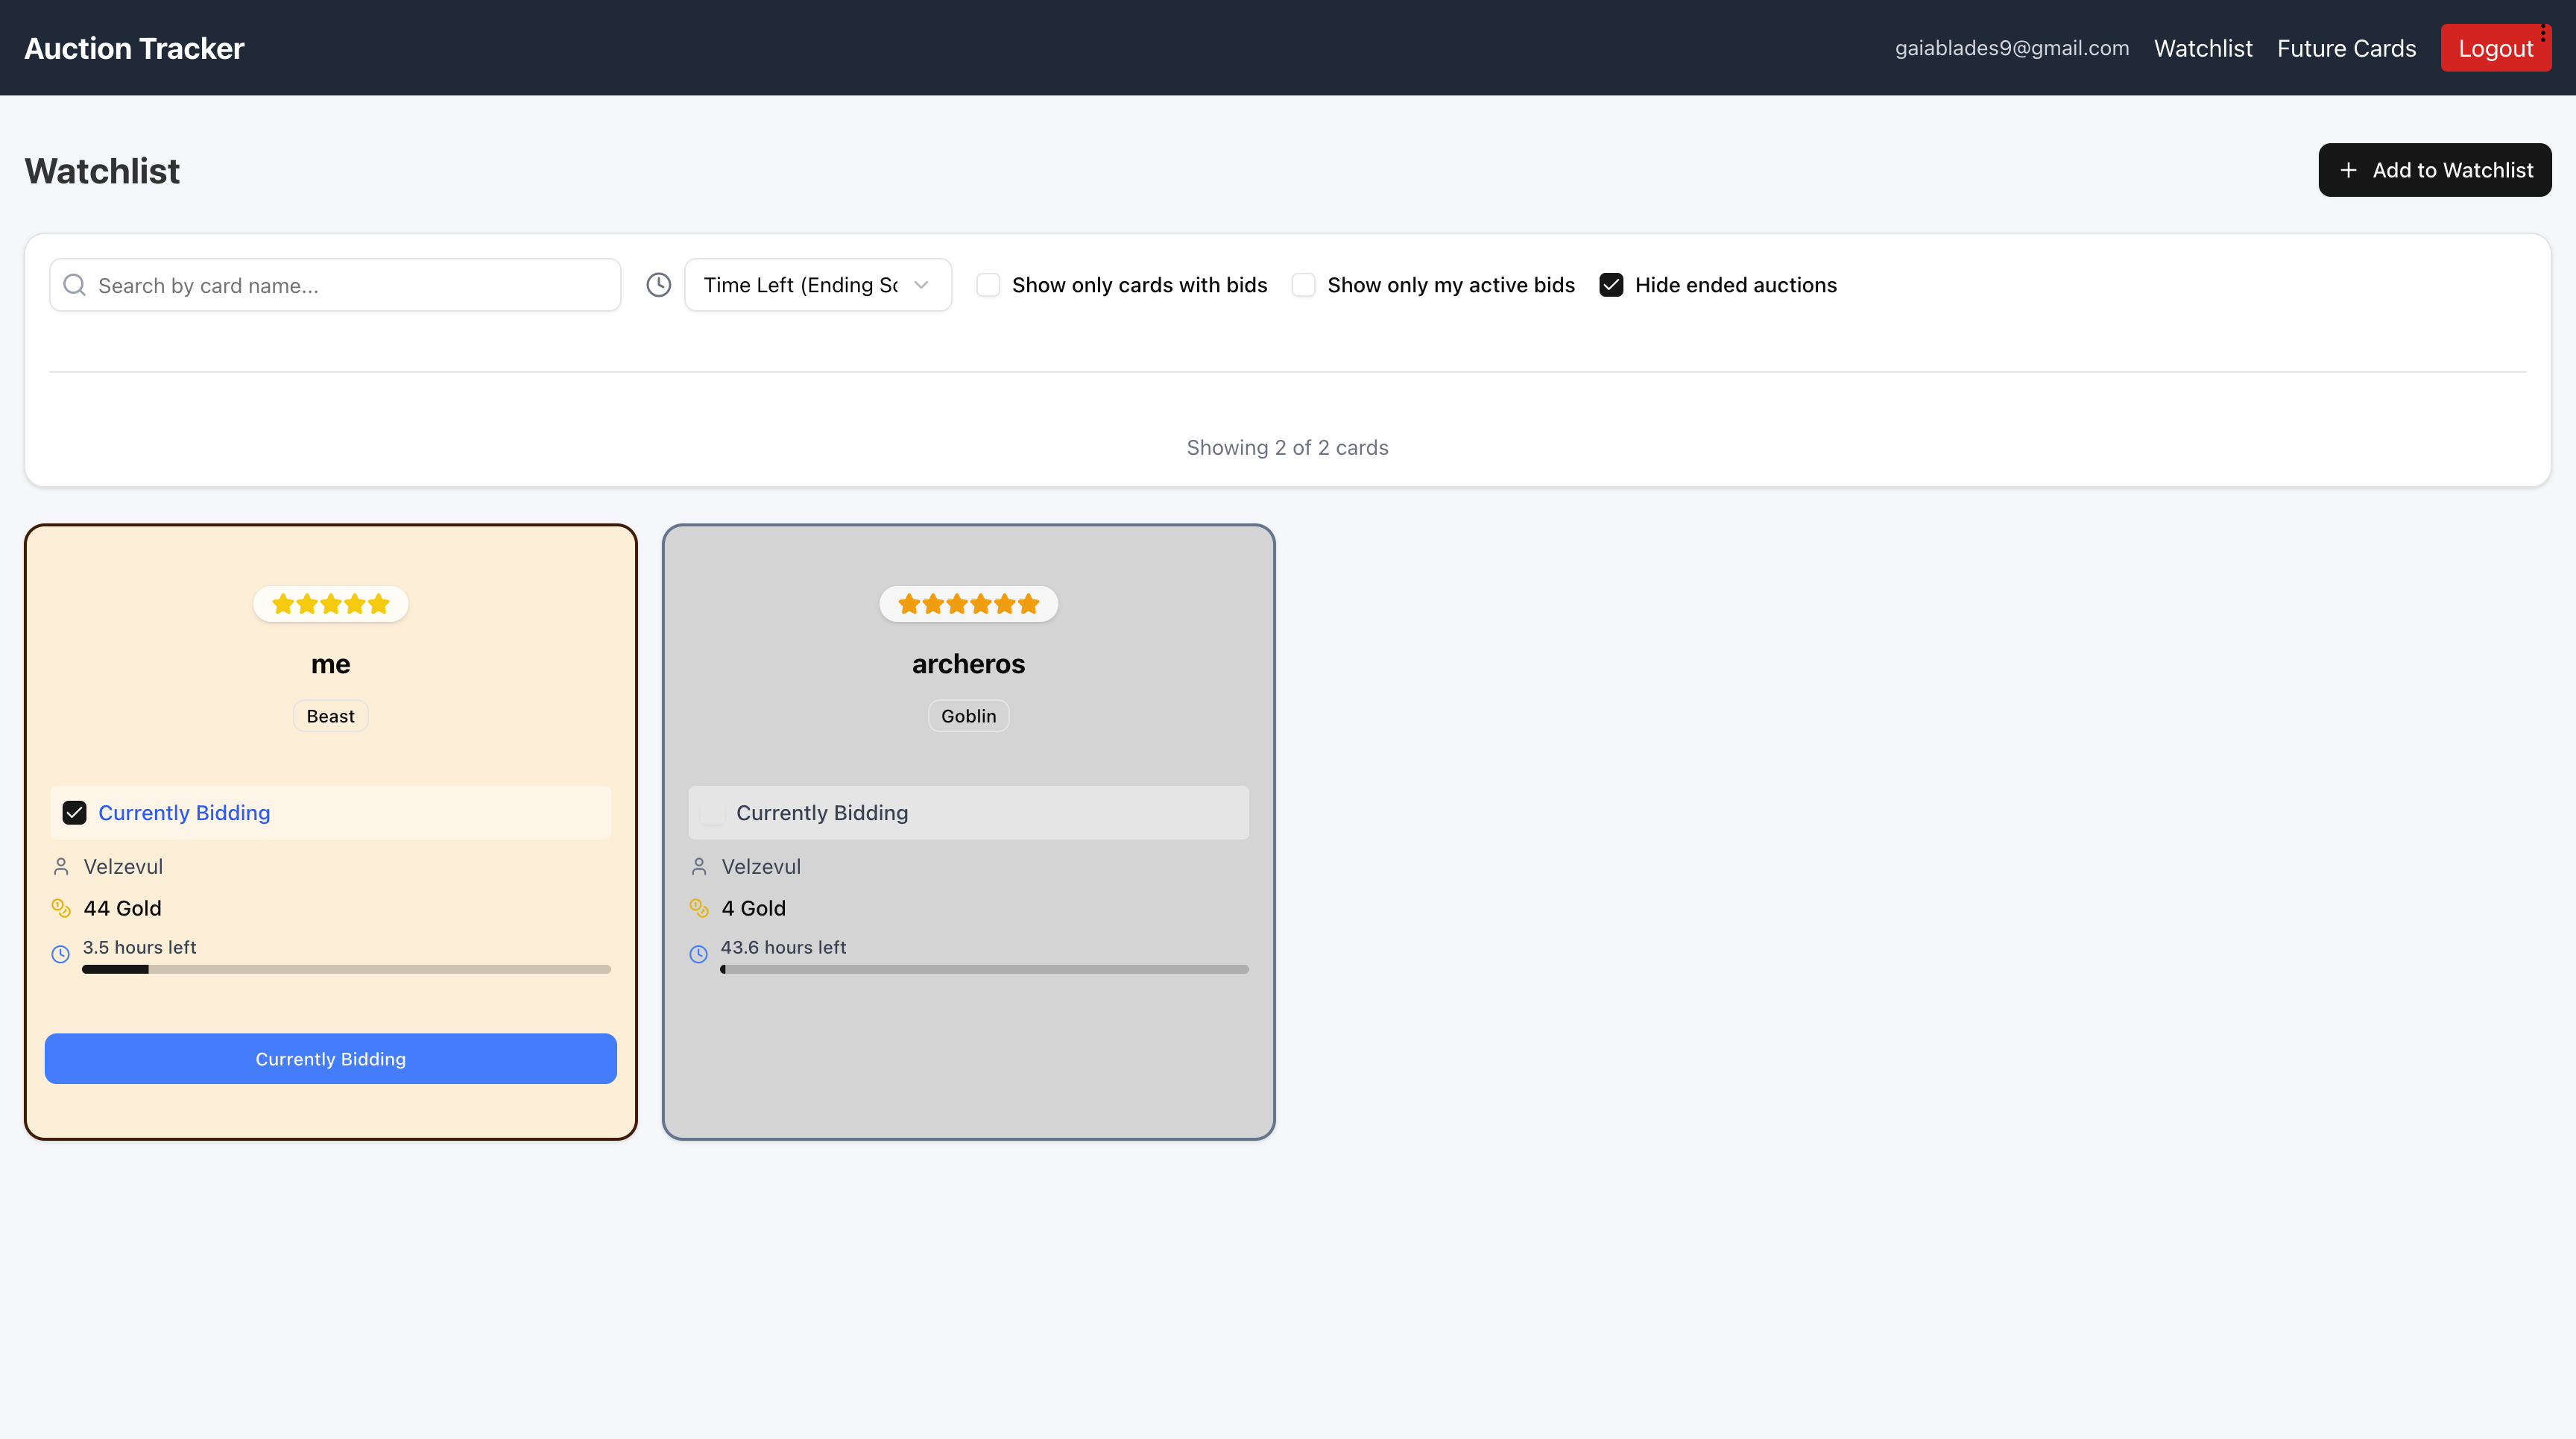 Auction Tracker
gaiablades9@gmail.com Watchlist Future Cards Logout
Watchlist
Add to Watchlist
Search by card name...
Time Left (Ending Sc
Show only cards with bids
Show only my active bids
Hide ended auctions
Showing 2 of 2 cards
me
Beast
Currently Bidding
Velzevul
44 Gold
3.5 hours left
Currently Bidding
archeros
Goblin
Currently Bidding
Velzevul
4 Gold
43.6 hours left